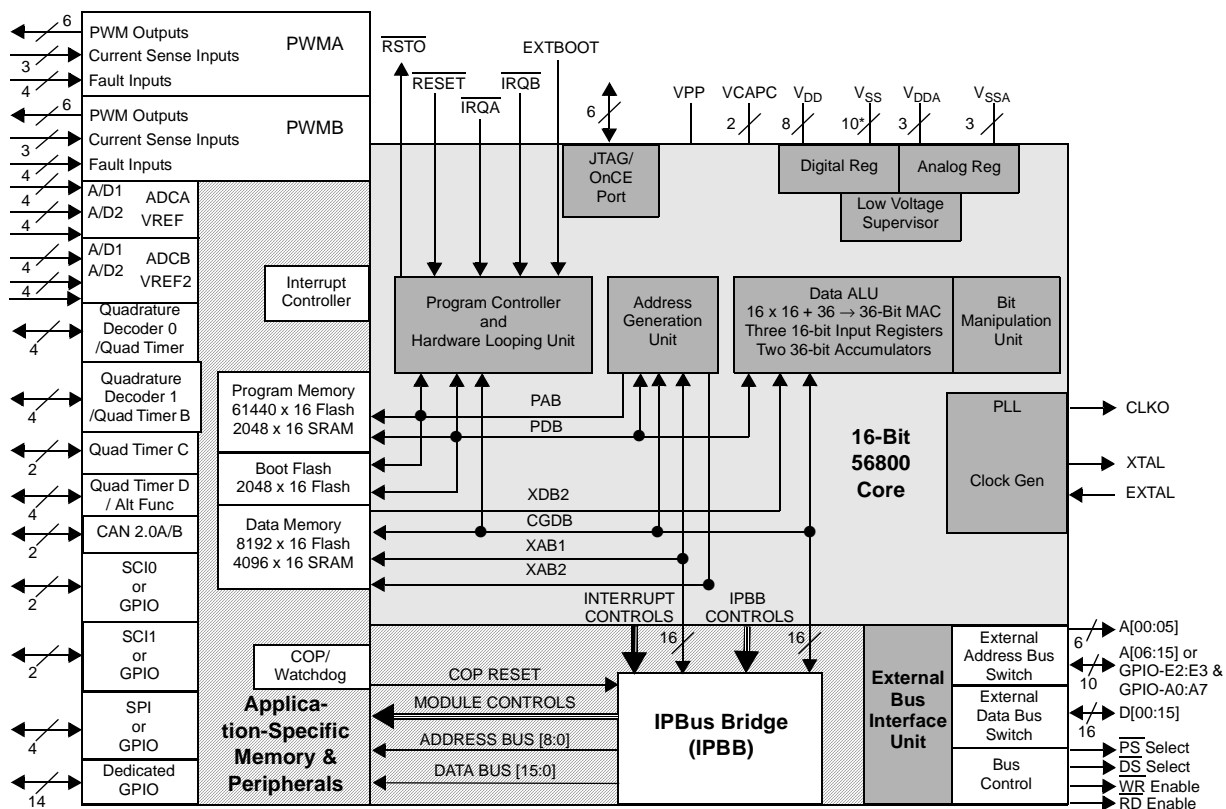 6
PWM Outputs
PWMA
Current Sense Inputs
3
Fault Inputs
4
6
PWM Outputs
PWMB
Current Sense Inputs
3
Fault Inputs
4
RSTO
EXTBOOT
RESET
IRQB
IRQA
6
VPP
VCAPC
2
VDD
8
VSS
10*
VDDA
3
VSSA
3
JTAG/
OnCE
Port
Digital Reg
Analog Reg
Low Voltage
Supervisor
4
A/D1
A/D2
ADCA
VREF
4
4
A/D1
A/D2
ADCB
VREF2
4
Interrupt
Controller
Program Controller
and
Hardware Looping Unit
Address
Generation
Unit
Data ALU
16 x 16 + 36 → 36-Bit MAC
Three 16-bit Input Registers
Two 36-bit Accumulators
Bit
Manipulation
Unit
Quadrature
Decoder 0
/Quad Timer
4
Quadrature
Decoder 1
/Quad Timer B
4
Quad Timer C
2
Quad Timer D
/ Alt Func
4
CAN 2.0A/B
2
SCI0
or
GPIO
2
SCI1
or
GPIO
2
SPI
or
GPIO
4
Dedicated
GPIO
14
Program Memory
61440 x 16 Flash
2048 x 16 SRAM
Boot Flash
2048 x 16 Flash
Data Memory
8192 x 16 Flash
4096 x 16 SRAM
PAB
PDB
XDB2
CGDB
XAB1
XAB2
16-Bit
56800
Core
PLL
Clock Gen
CLKO
XTAL
EXTAL
INTERRUPT
CONTROLS
IPBB
CONTROLS
16
16
COP/
Watchdog
Applica-
tion-Specific
Memory &
Peripherals
COP RESET
MODULE CONTROLS
ADDRESS BUS [8:0]
DATA BUS [15:0]
IPBus Bridge
(IPBB)
External
Bus
Interface
Unit
External
Address Bus
Switch
External
Data Bus
Switch
Bus
Control
A[00:05]
6
A[06:15] or
GPIO-E2:E3 &
GPIO-A0:A7
10
D[00:15]
16
PS Select
DS Select
WR Enable
RD Enable